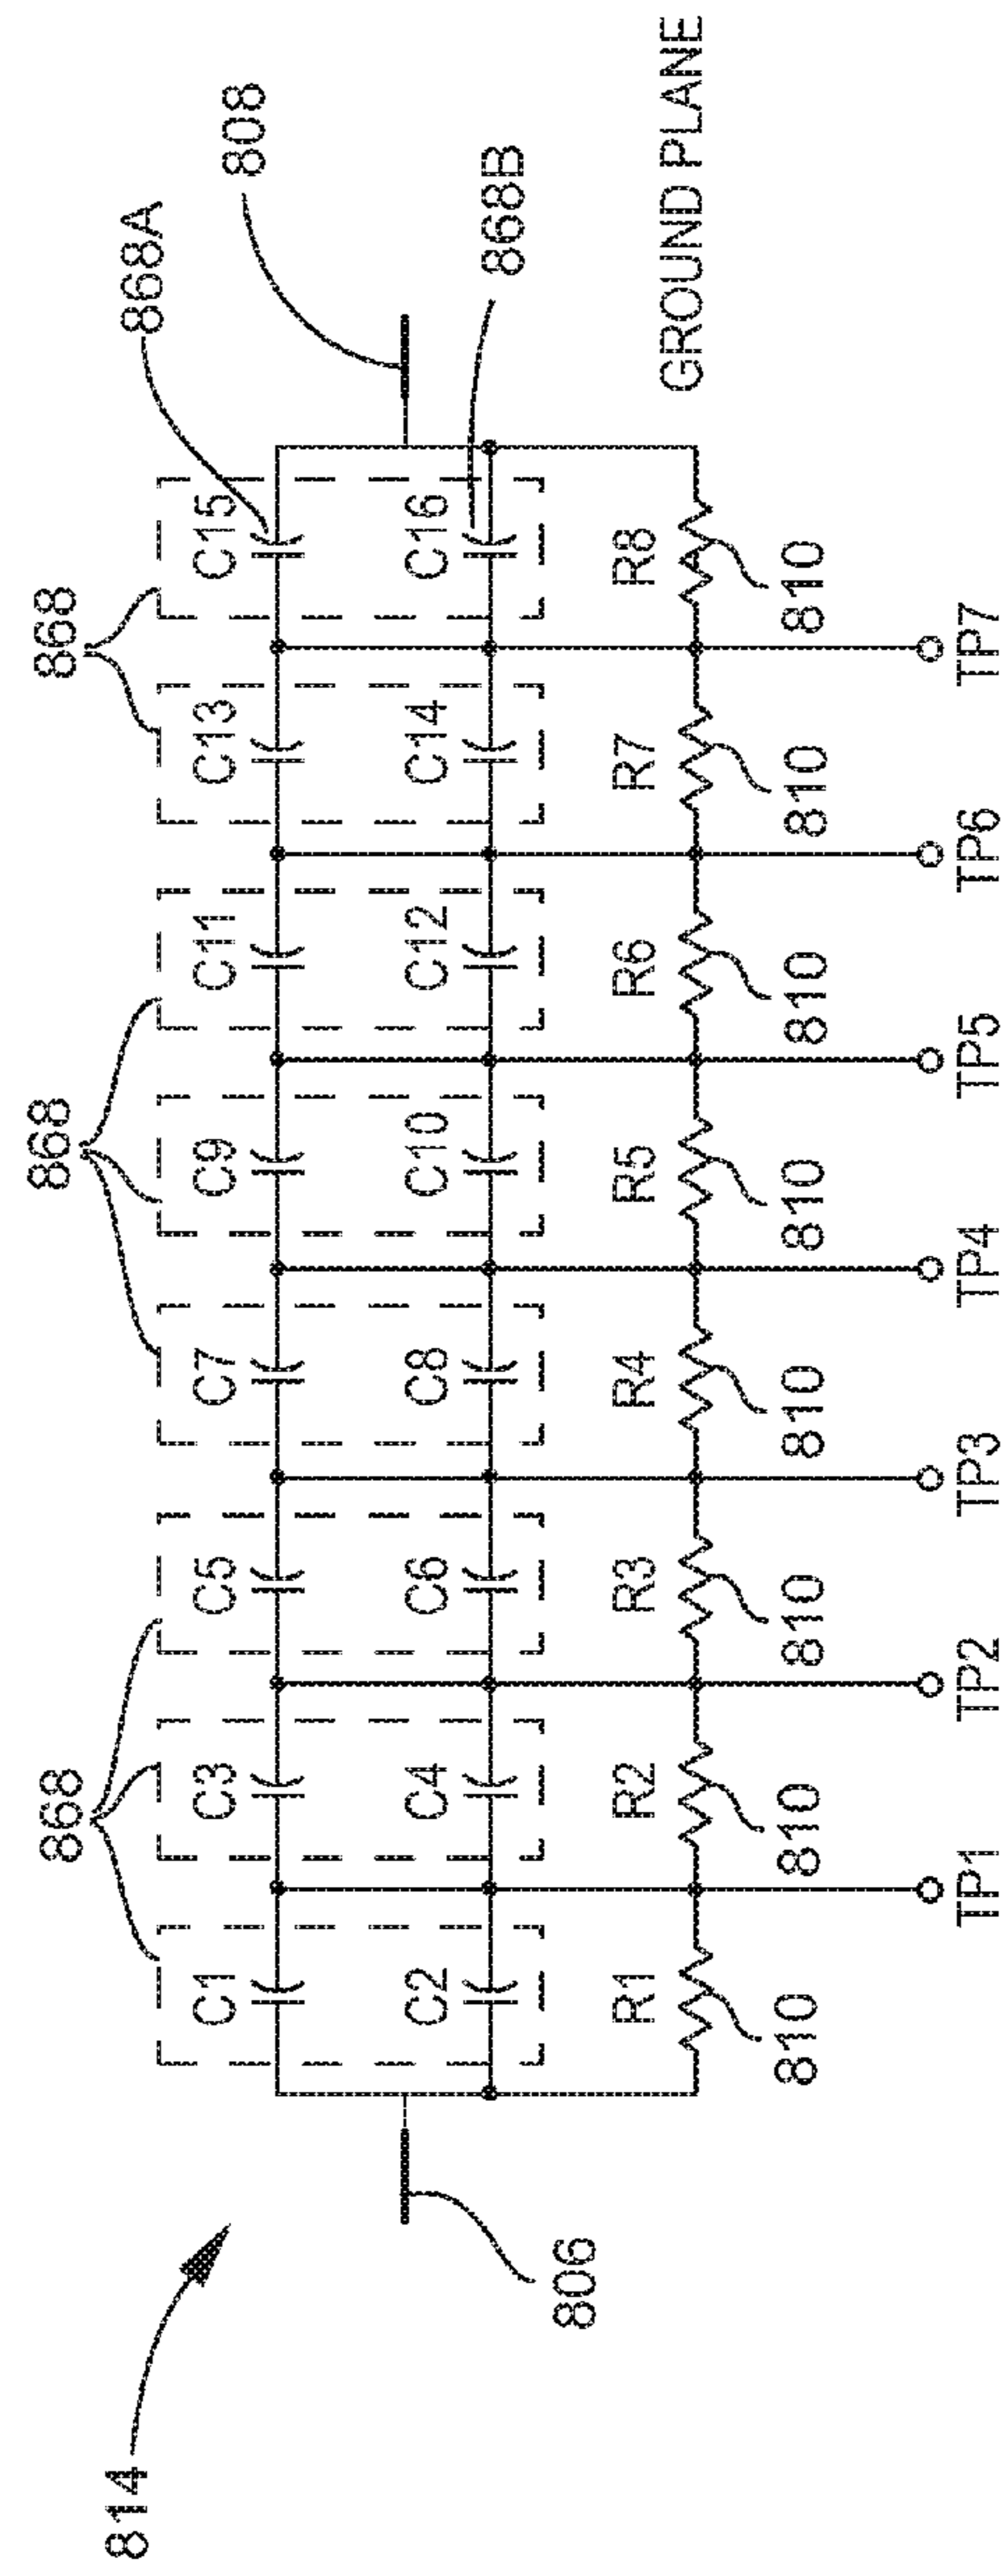 868
868
868
814
868A
808
C1
C3
C5
C7
C9
C11
C13
C15
C2
C4
C6
C8
C10
C12
C14
C16
868B
806
R1
R2
R3
R4
R5
R6
R7
R8
GROUND PLANE
810
810
810
810
810
810
810
810
TP1
TP2
TP3
TP4
TP5
TP6
TP7